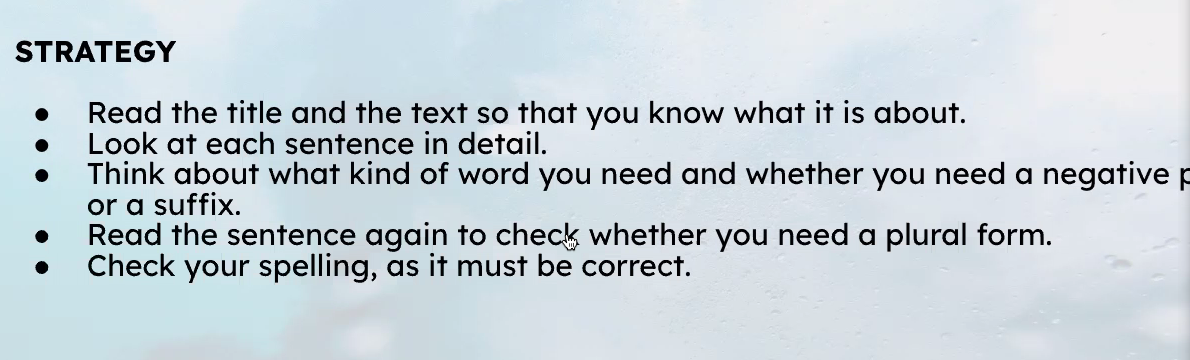 STRATEGY
● Read the title and the text so that you know what it is about.
● Look at each sentence in detail.
● Think about what kind of word you need and whether you need a negative
or a suffix.
● Read the sentence again to check whether you need a plural form.
● Check your spelling, as it must be correct.